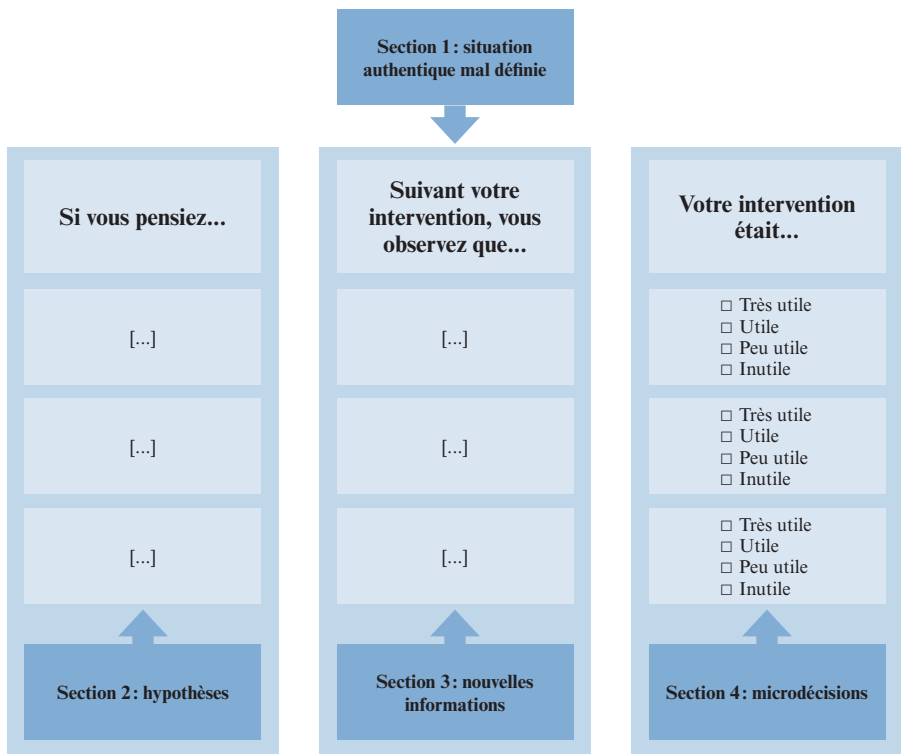 Section 1 : situation
authentique mal définie
Si vous pensiez...
Suivant votre
intervention, vous
observez que...
Votre intervention
était...
[...]
[...]
□ Très utile
□ Utile
□ Peu utile
□ Inutile
[...]
[...]
□ Très utile
□ Utile
□ Peu utile
□ Inutile
[...]
[...]
□ Très utile
□ Utile
□ Peu utile
□ Inutile
Section 2 : hypothèses
Section 3 : nouvelles
informations
Section 4 : microdécisions